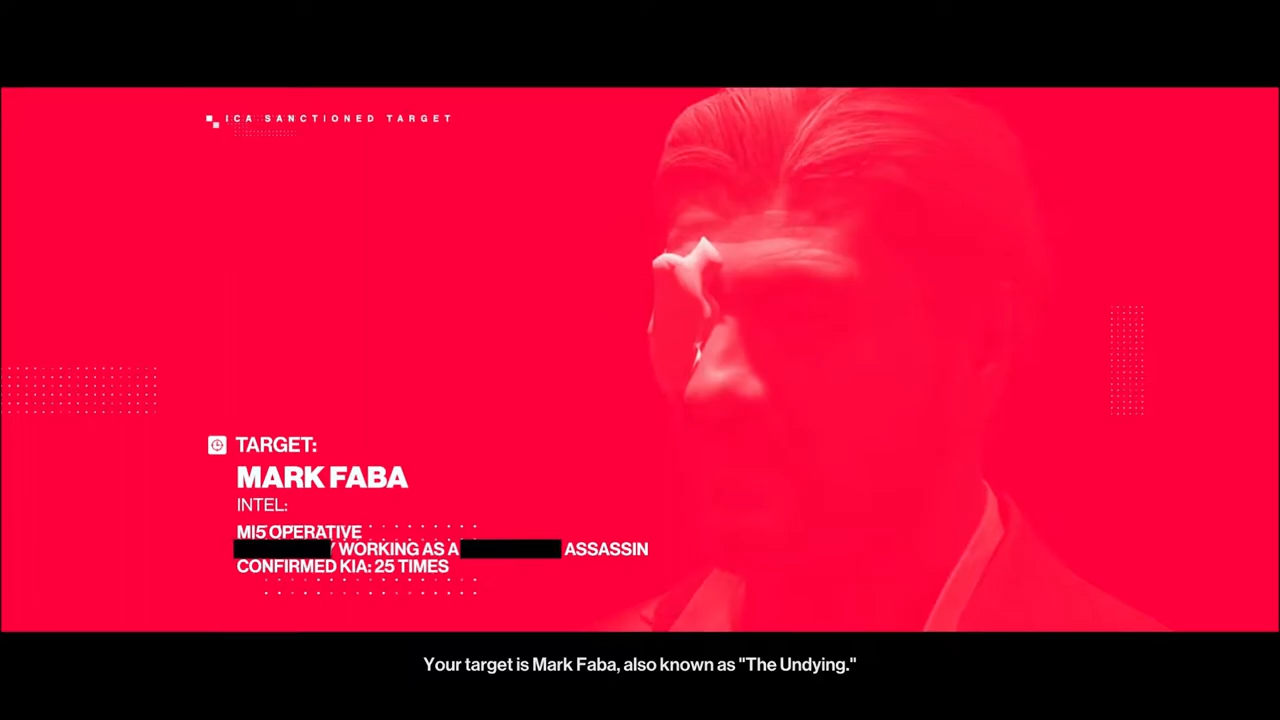 ICA SANCTIONED TARGET
TARGET:
MARK FABA
INTEL:
MI5 OPERATIVE
WORKING AS A ASSASSIN
CONFIRMED KIA: 25 TIMES
Your target is Mark Faba, also known as "The Undying."